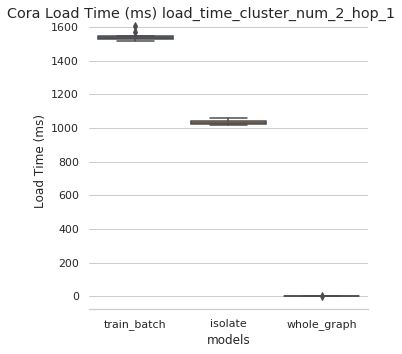 Cora Load Time (ms) load_time_cluster_num_2_hop_1
1600
1400
1200
1000
800
600
400
200
0
Load Time (ms)
train_batch isolate whole_graph
models